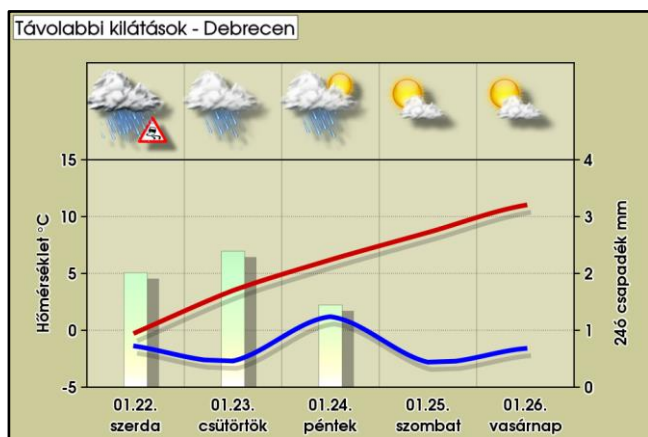 Távolabbi kilátások - Debrecen
15
10
5
0
-5
Hőmérséklet °C
4
3
2
1
0
24ó csapadék mm
01.22. 01.23. 01.24. 01.25. 01.26.
szerda csütörtök péntek szombat vasárnap